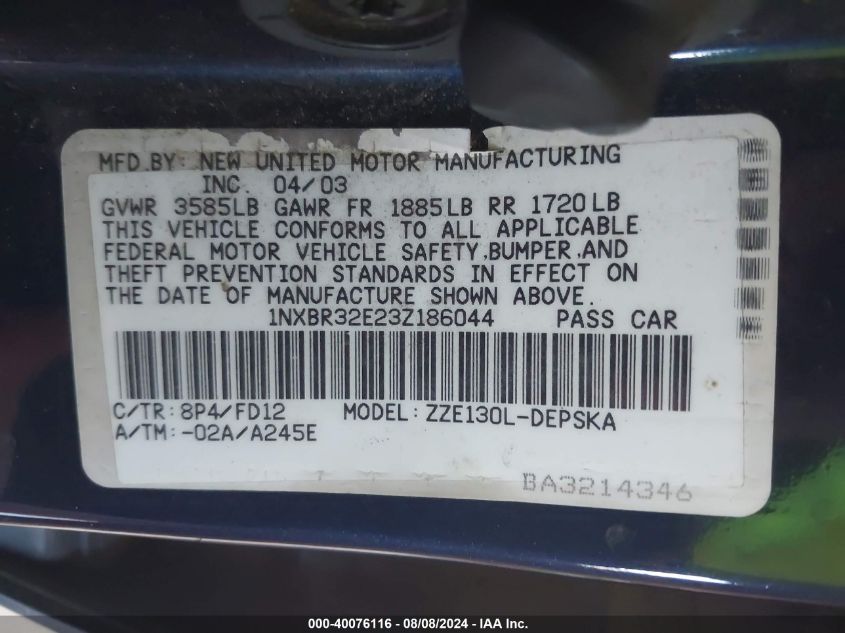 MFD.BY: NEW UNITED MOTOR MANUFACTURING
INC. 04/03
GVWR 3585LB GAWR FR 1885LB RR 1720LB
THIS VEHICLE CONFORMS TO ALL APPLICABLE
FEDERAL MOTOR VEHICLE SAFETY,BUMPER,AND
THEFT PREVENTION STANDARDS IN EFFECT ON
THE DATE OF MANUFACTURE SHOWN ABOVE.
1NXBR32E23Z186044 PASS CAR
C/TR:8P4/FD12 MODEL:ZZE130L-DEPSKA
A/TM:-02A/A245E
BA3214346
000-40076116 - 08/08/2024 - IAA Inc.